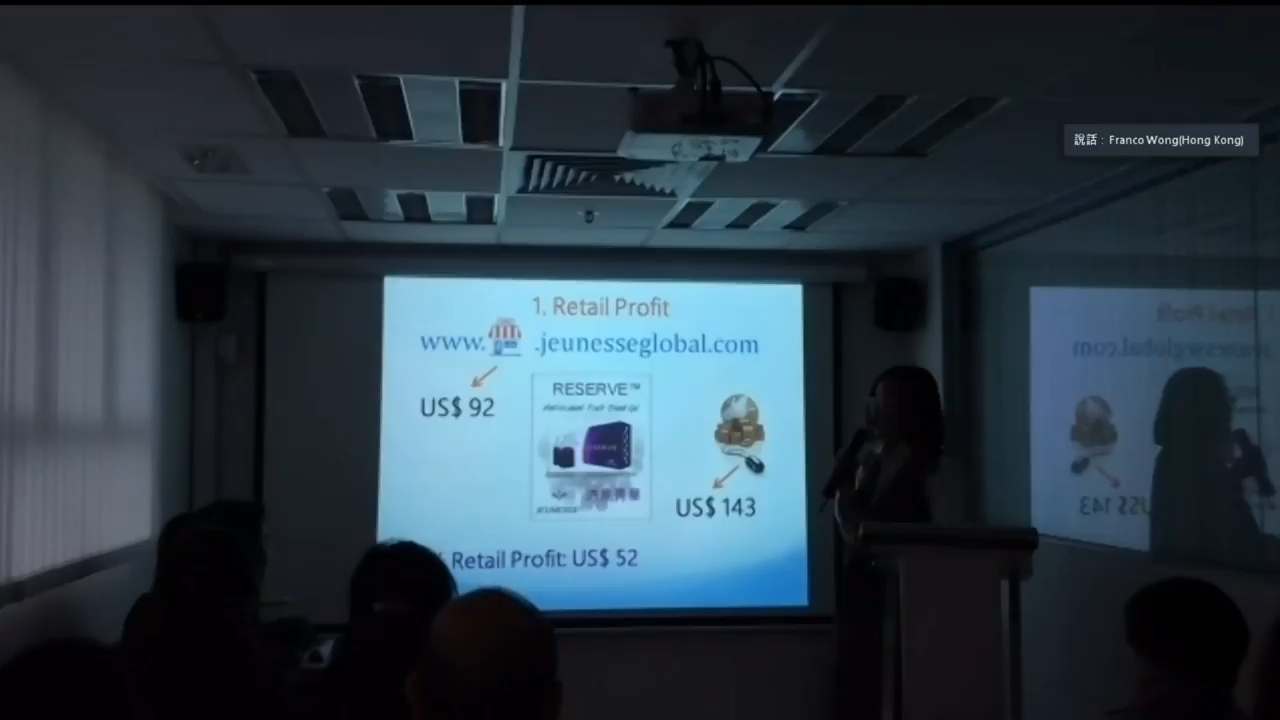 說話：Franco Wong(Hong Kong)
1. Retail Profit
www. .jeunesseglobal.com
US$ 92
RESERVE™
JEUNESSE
US$ 143
Retail Profit: US$ 52